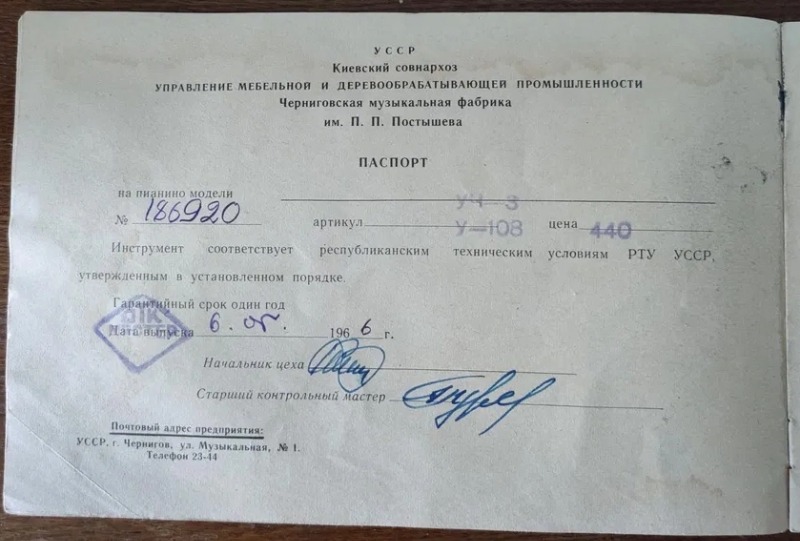 УССР
Киевский совнархоз
УПРАВЛЕНИЕ МЕБЕЛЬНОЙ И ДЕРЕВООБРАБАТЫВАЮЩЕЙ ПРОМЫШЛЕННОСТИ
Черниговская музыкальная фабрика
им. П. П. Постышева
ПАСПОРТ
на пианино модели УЧ-3
№ 186920 артикул У-108 цена 440
Инструмент соответствует республиканским техническим условиям РТУ УССР,
утвержденным в установленном порядке.
Гарантийный срок один год
ОТК
МАСТЕР
Дата выпуска 6. 1966 г.
Начальник цеха
Старший контрольный мастер
Почтовый адрес предприятия:
УССР, г. Чернигов, ул. Музыкальная, № 1.
Телефон 23-44